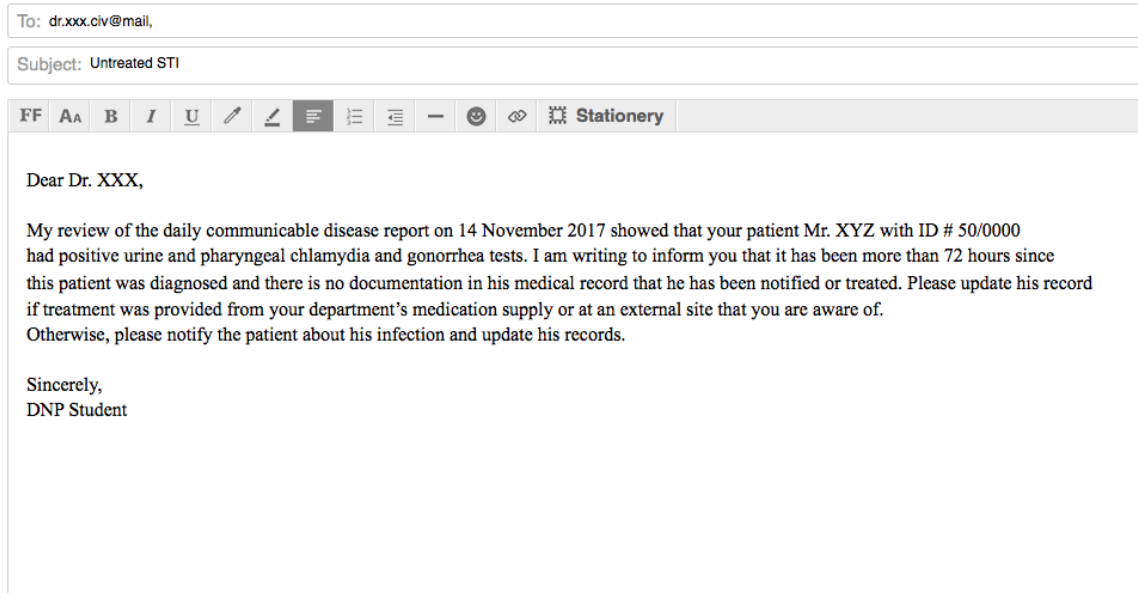 To: dr.xxx.civ@mail,
Subject: Untreated STI
FF AA B I U Stationery
Dear Dr. XXX,
My review of the daily communicable disease report on 14 November 2017 showed that your patient Mr. XYZ with ID # 50/0000
had positive urine and pharyngeal chlamydia and gonorrhea tests. I am writing to inform you that it has been more than 72 hours since
this patient was diagnosed and there is no documentation in his medical record that he has been notified or treated. Please update his record
if treatment was provided from your department’s medication supply or at an external site that you are aware of.
Otherwise, please notify the patient about his infection and update his records.
Sincerely,
DNP Student